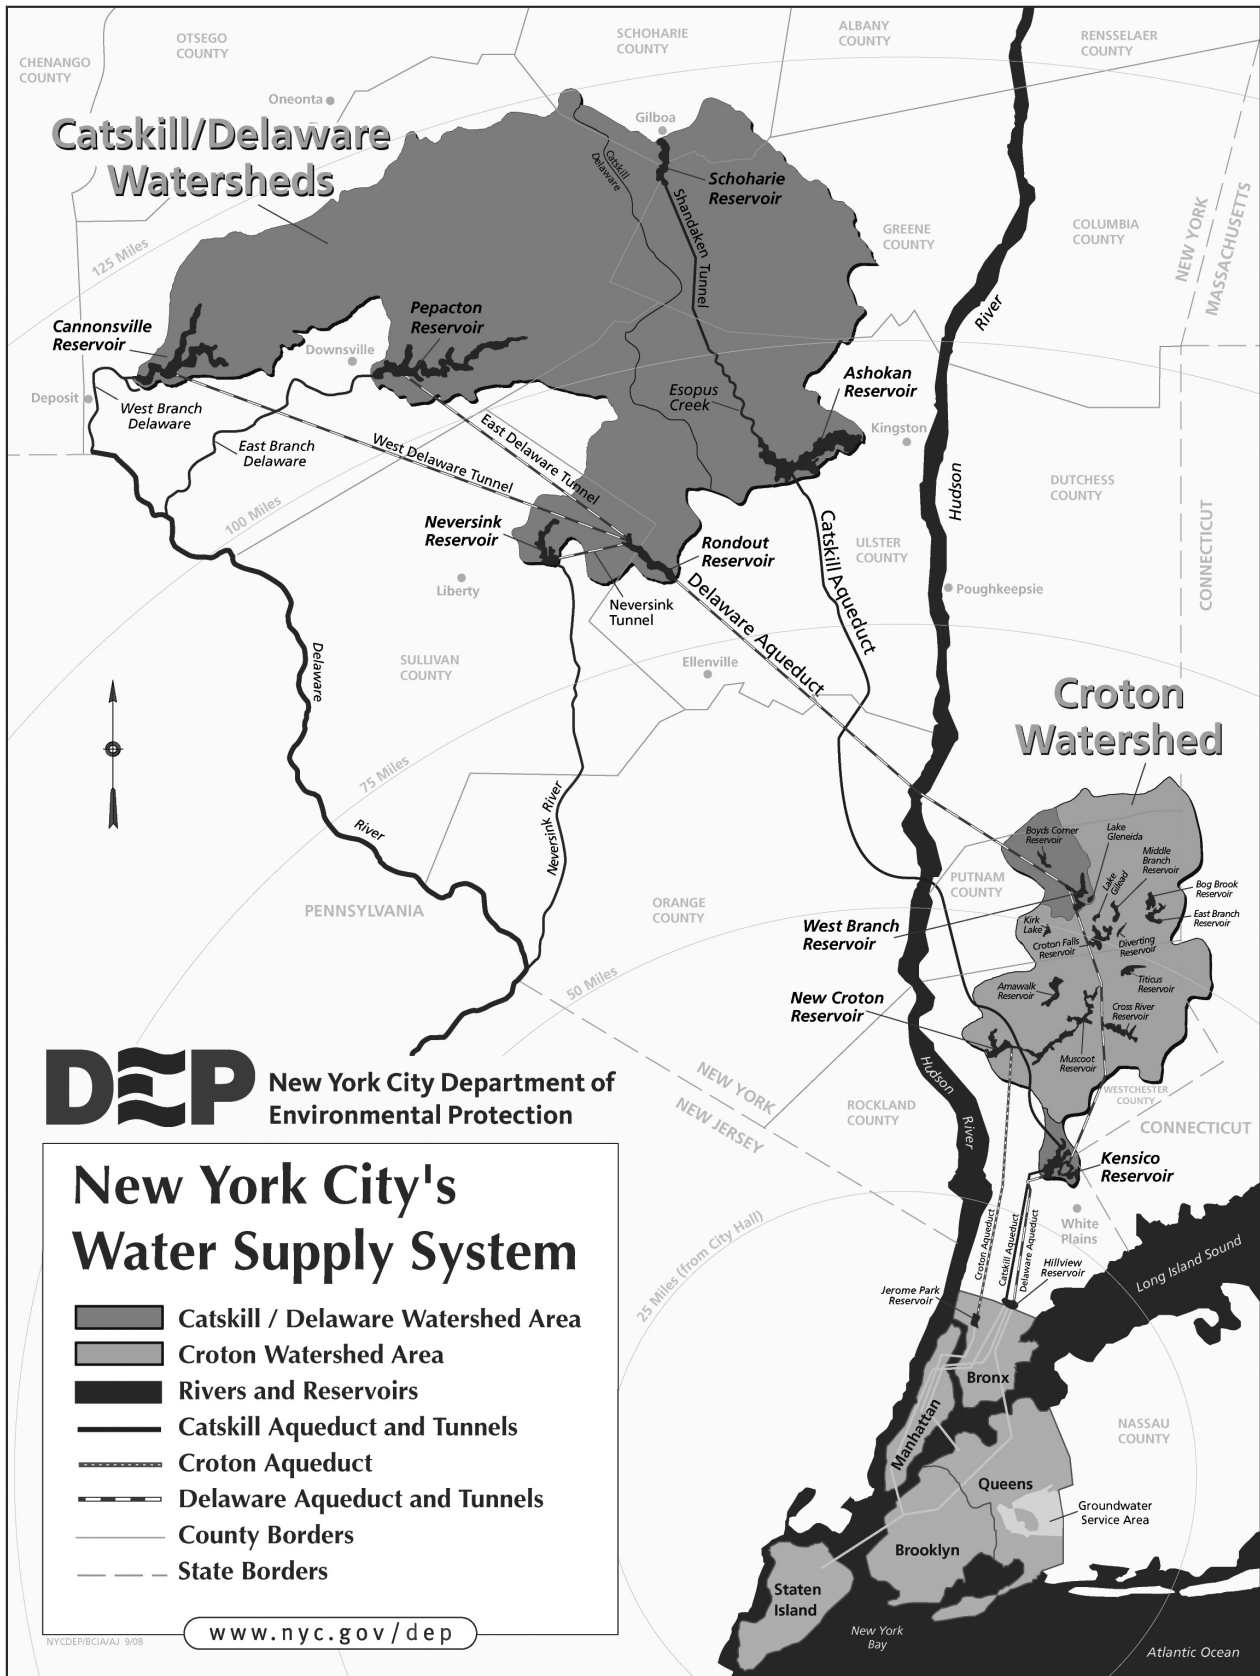 CHENANGO
COUNTY
OTSEGO
COUNTY
SCHOHARIE
COUNTY
ALBANY
COUNTY
RENSSELAER
COUNTY
Oneonta
Gilboa
Catskill/Delaware
Watersheds
Catskill
Delaware
Schoharie
Reservoir
Shandaken Tunnel
GREENE
COUNTY
COLUMBIA
COUNTY
NEW YORK
MASSACHUSETTS
125 Miles
River
Cannonsville
Reservoir
Pepacton
Reservoir
Downsville
Deposit
West Branch
Delaware
East Branch
Delaware
West Delaware Tunnel
East Delaware Tunnel
Esopus
Creek
Ashokan
Reservoir
Kingston
Hudson
DUTCHESS
COUNTY
CONNECTICUT
100 Miles
Neversink
Reservoir
Rondout
Reservoir
Catskill Aqueduct
ULSTER
COUNTY
Liberty
Neversink
Tunnel
Delaware Aqueduct
Poughkeepsie
Delaware
SULLIVAN
COUNTY
Ellenville
Croton
Watershed
75 Miles
River
Neversink River
Boyds Corner
Reservoir
Lake
Gleneida
Middle
Branch
Reservoir
Lake
Gilead
Bog Brook
Reservoir
East Branch
Reservoir
PUTNAM
COUNTY
PENNSYLVANIA
ORANGE
COUNTY
West Branch
Reservoir
Kirk
Lake
Croton Falls
Reservoir
Diverting
Reservoir
50 Miles
New Croton
Reservoir
Amawalk
Reservoir
Titicus
Reservoir
Cross River
Reservoir
Muscoot
Reservoir
DEP
New York City Department of
Environmental Protection
NEW YORK
NEW JERSEY
Hudson
River
ROCKLAND
COUNTY
WESTCHESTER
COUNTY
CONNECTICUT
Kensico
Reservoir
White
Plains
25 Miles (from City Hall)
Croton Aqueduct
Catskill Aqueduct
Delaware Aqueduct
Hillview
Reservoir
Jerome Park
Reservoir
Long Island Sound
Bronx
Manhattan
NASSAU
COUNTY
Queens
Groundwater
Service Area
Brooklyn
Staten
Island
New York
Bay
Atlantic Ocean
New York City's
Water Supply System
Catskill / Delaware Watershed Area
Croton Watershed Area
Rivers and Reservoirs
Catskill Aqueduct and Tunnels
Croton Aqueduct
Delaware Aqueduct and Tunnels
County Borders
State Borders
www.nyc.gov/dep
NYCDEP/BCIA/AJ 9/08